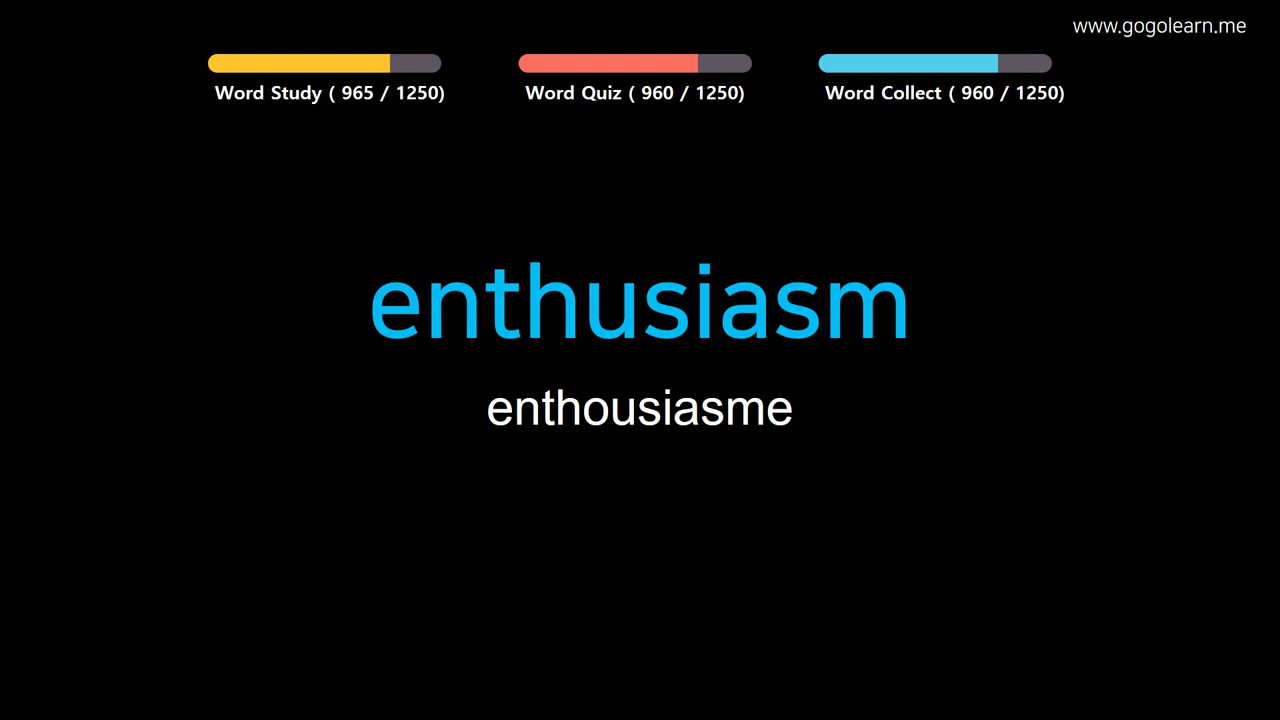 www.gogolearn.me
Word Study ( 965 / 1250)
Word Quiz ( 960 / 1250)
Word Collect ( 960 / 1250)
enthusiasm
enthousiasme